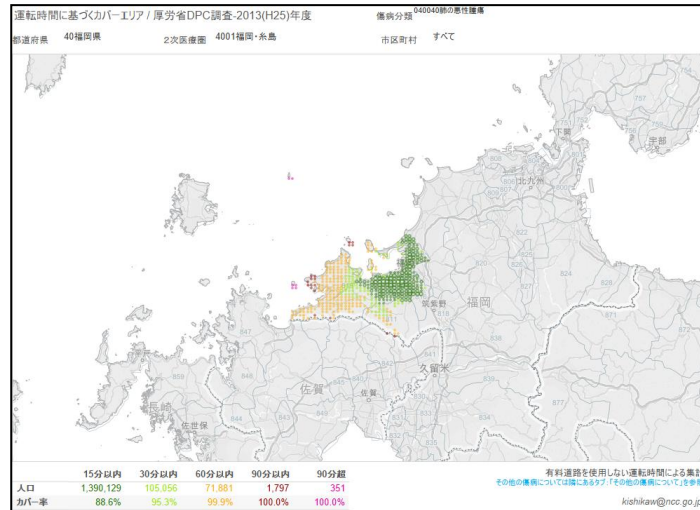 運転時間に基づくカバーエリア / 厚労省DPC調査-2013(H25)年度
傷病分類 040040肺の悪性腫瘍
都道府県 40福岡県 2次医療圏 4001福岡・糸島 市区町村 すべて
下関
宇部
北九州
筑紫野
福岡
久留米
佐賀
佐賀
長崎
佐世保
15分以内 30分以内 60分以内 90分以内 90分超
人口 1,390,129 105,056 71,881 1,797 351
カバー率 88.6% 95.3% 99.9% 100.0% 100.0%
有料道路を使用しない運転時間による集計
その他の傷病については隣にあるタブ：「その他の傷病について」を参照
kishikaw@ncc.go.jp